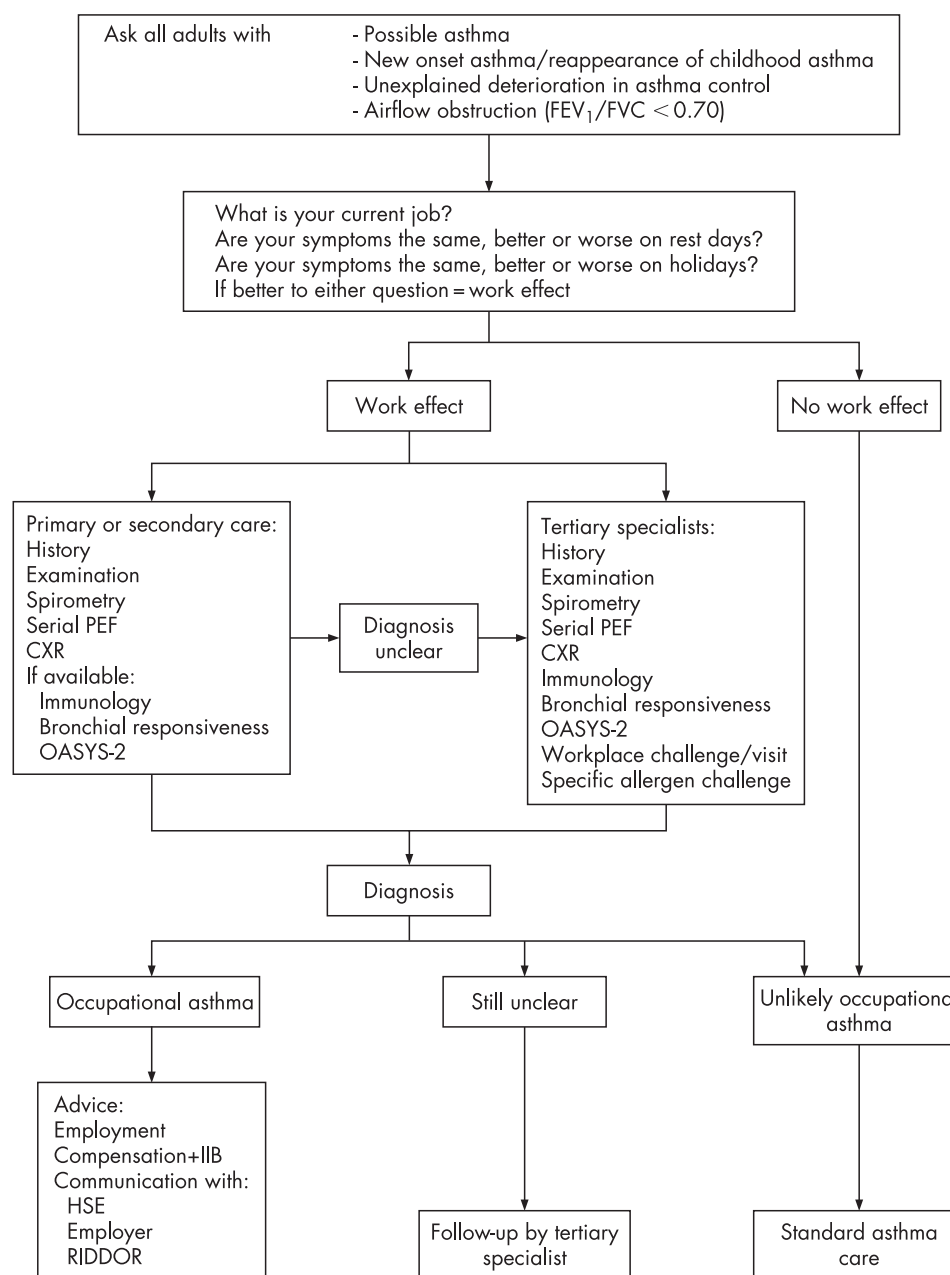 Ask all adults with
- Possible asthma
- New onset asthma/reappearance of childhood asthma
- Unexplained deterioration in asthma control
- Airflow obstruction (FEV₁/FVC < 0.70)
What is your current job?
Are your symptoms the same, better or worse on rest days?
Are your symptoms the same, better or worse on holidays?
If better to either question = work effect
Work effect
No work effect
Primary or secondary care:
History
Examination
Spirometry
Serial PEF
CXR
If available:
Immunology
Bronchial responsiveness
OASYS-2
Diagnosis
unclear
Tertiary specialists:
History
Examination
Spirometry
Serial PEF
CXR
Immunology
Bronchial responsiveness
OASYS-2
Workplace challenge/visit
Specific allergen challenge
Diagnosis
Occupational asthma
Still unclear
Unlikely occupationa
asthma
Advice:
Employment
Compensation+IIB
Communication with:
HSE
Employer
RIDDOR
Follow-up by tertiary
specialist
Standard asthma
care